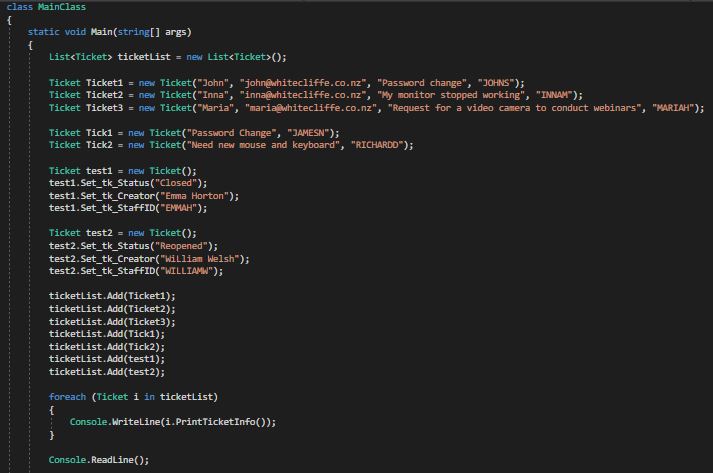 class MainClass
{
    static void Main(string[] args)
    {
        List<Ticket> ticketList = new List<Ticket>();

        Ticket Ticket1 = new Ticket("John", "john@whitecliffe.co.nz", "Password change", "JOHNS");
        Ticket Ticket2 = new Ticket("Inna", "inna@whitecliffe.co.nz", "My monitor stopped working", "INNAM");
        Ticket Ticket3 = new Ticket("Maria", "maria@whitecliffe.co.nz", "Request for a video camera to conduct webinars", "MARIAH");

        Ticket Tick1 = new Ticket("Password Change", "JAMESN");
        Ticket Tick2 = new Ticket("Need new mouse and keyboard", "RICHARDD");

        Ticket test1 = new Ticket();
        test1.Set_tk_Status("Closed");
        test1.Set_tk_Creator("Emma Horton");
        test1.Set_tk_StaffID("EMMAH");

        Ticket test2 = new Ticket();
        test2.Set_tk_Status("Reopened");
        test2.Set_tk_Creator("WiLliam Welsh");
        test2.Set_tk_StaffID("WILLIAMW");

        ticketList.Add(Ticket1);
        ticketList.Add(Ticket2);
        ticketList.Add(Ticket3);
        ticketList.Add(Tick1);
        ticketList.Add(Tick2);
        ticketList.Add(test1);
        ticketList.Add(test2);

        foreach (Ticket i in ticketList)
        {
            Console.WriteLine(i.PrintTicketInfo());
        }

        Console.ReadLine();